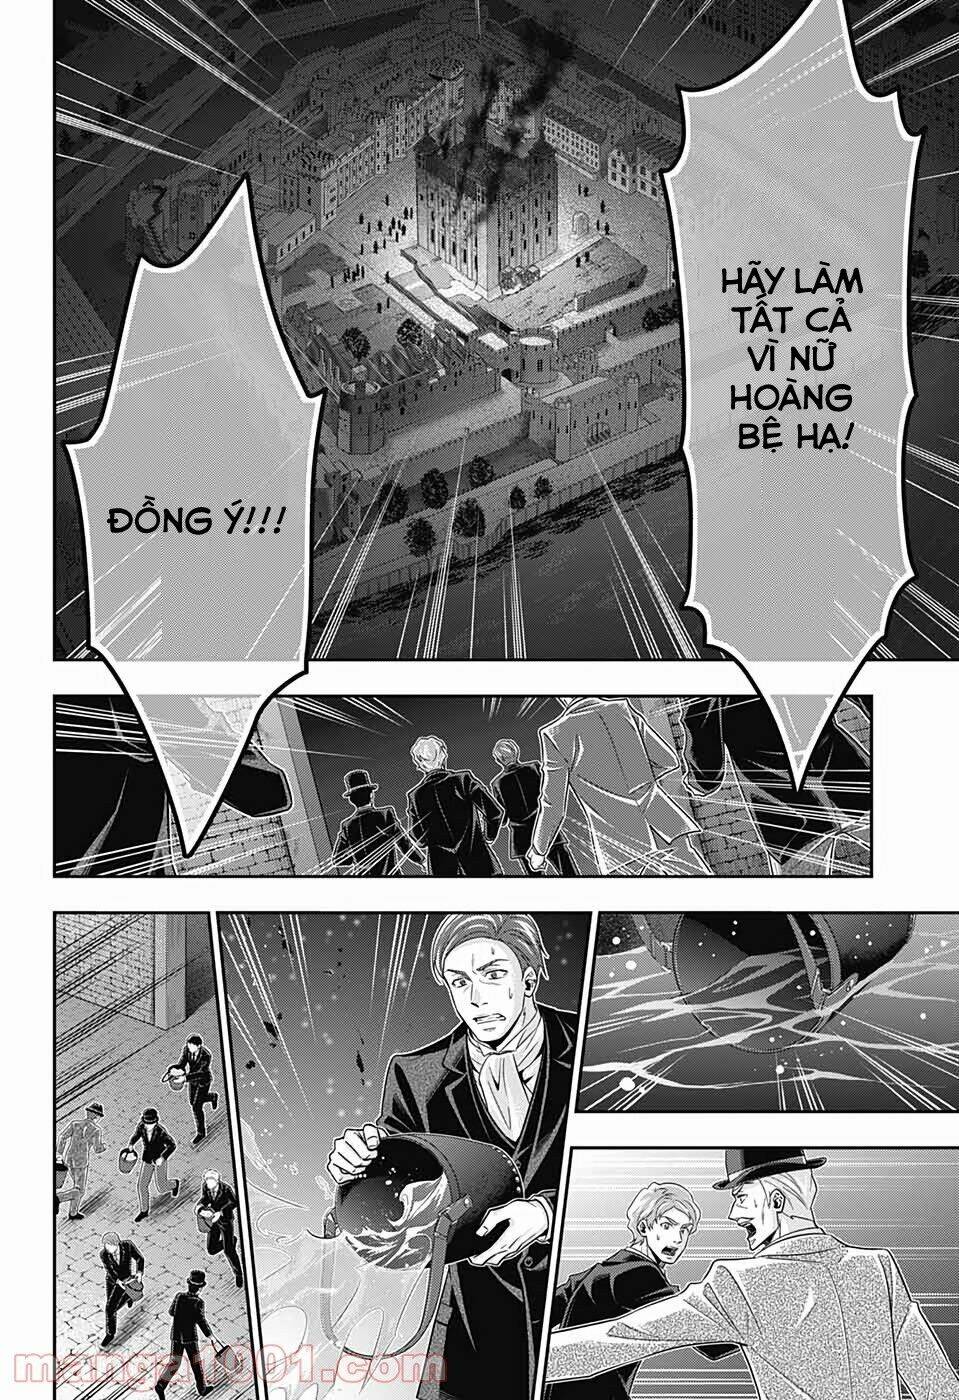 HÃY LÀM
TẤT CẢ
VÌ NỮ
HOÀNG
BỆ HẠ!
ĐỒNG Ý!!!
manga1001.com